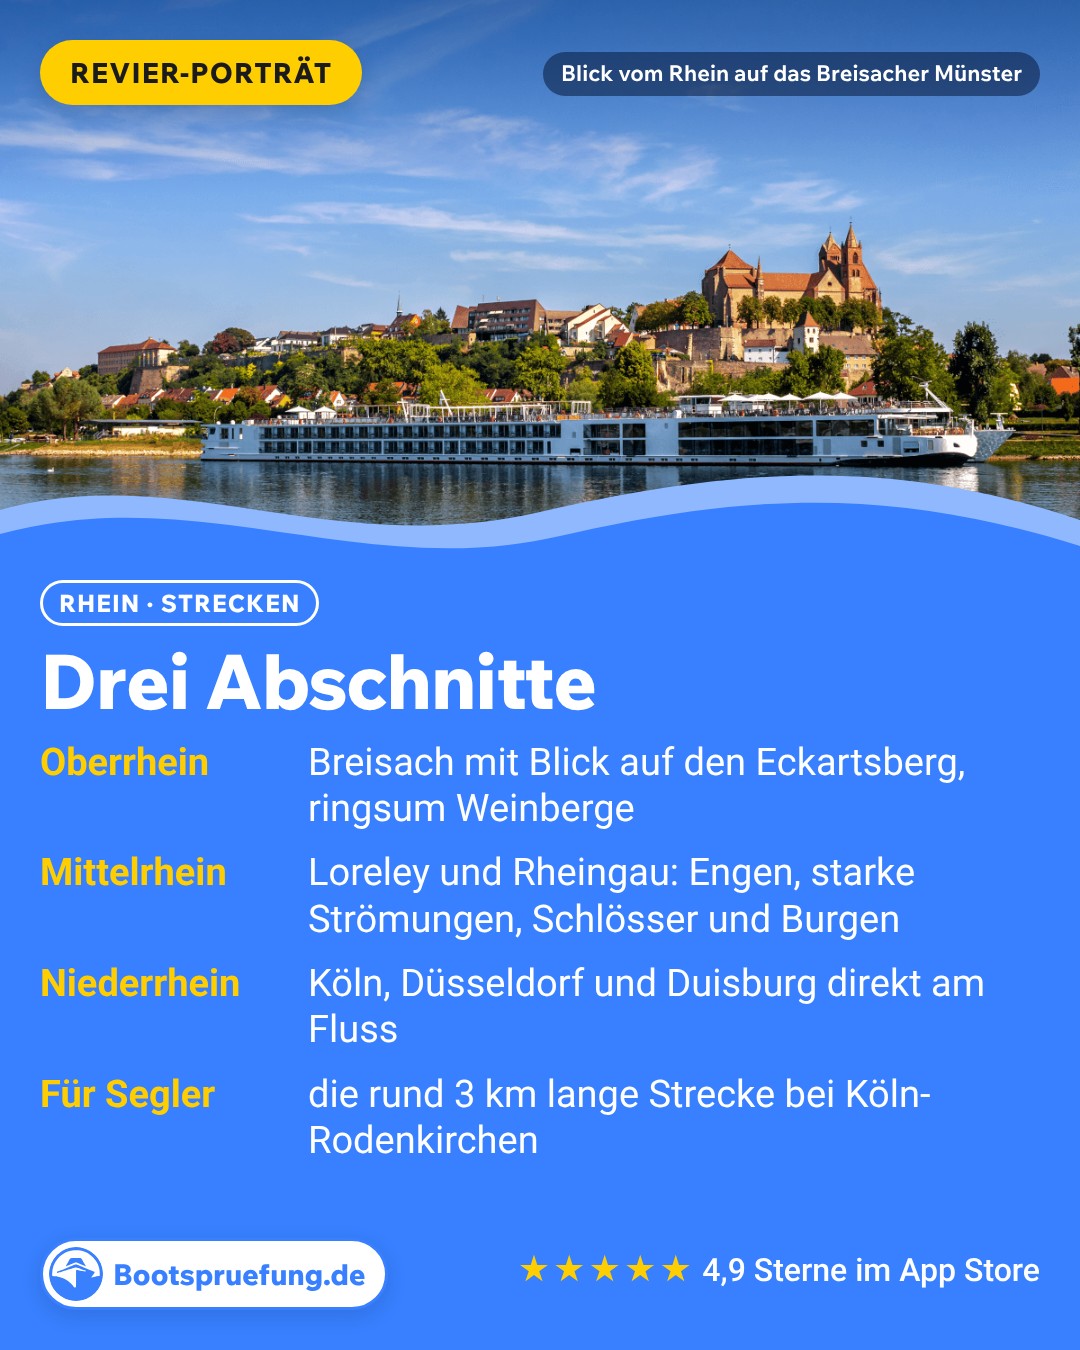 REVIER-PORTRÄT
Blick vom Rhein auf das Breisacher Münster
RHEIN · STRECKEN
Drei Abschnitte
Oberrhein
Breisach mit Blick auf den Eckartsberg,
ringsum Weinberge
Mittelrhein
Loreley und Rheingau: Engen, starke
Strömungen, Schlösser und Burgen
Niederrhein
Köln, Düsseldorf und Duisburg direkt am
Fluss
Für Segler
die rund 3 km lange Strecke bei Köln-
Rodenkirchen
Bootspruefung.de
★★★★★ 4,9 Sterne im App Store